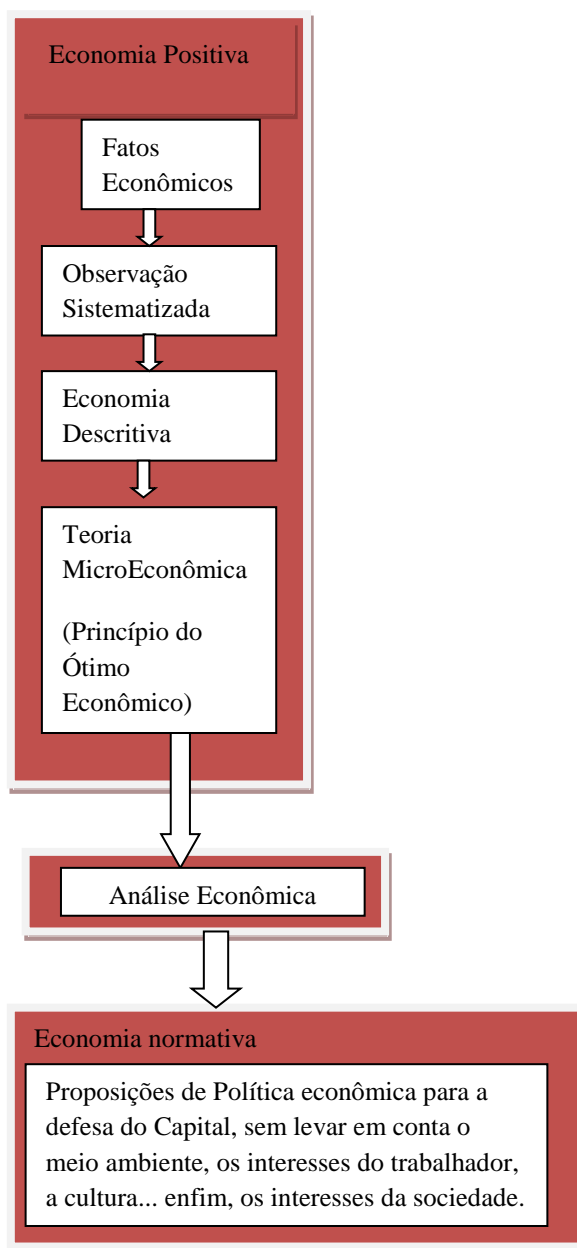 Economia Positiva
Fatos
Econômicos
Observação
Sistematizada
Economia
Descritiva
Teoria
MicroEconômica
(Princípio do
Ótimo
Econômico)
Análise Econômica
Economia normativa
Proposições de Política econômica para a
defesa do Capital, sem levar em conta o
meio ambiente, os interesses do trabalhador,
a cultura... enfim, os interesses da sociedade.